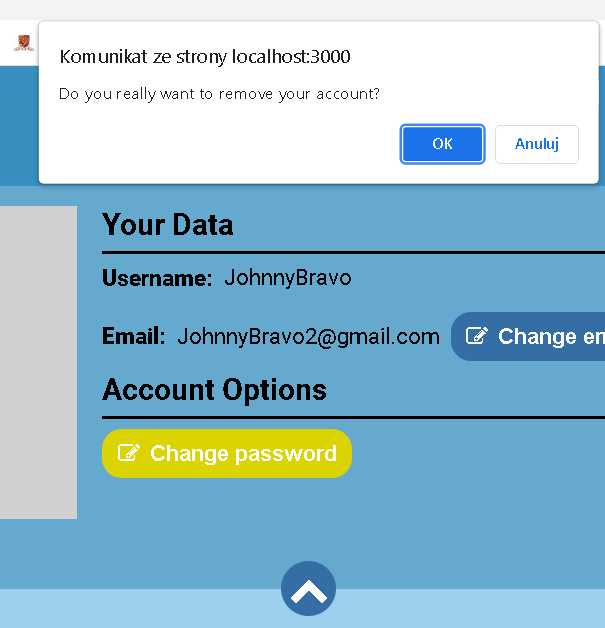 Komunikat ze strony localhost:3000
Do you really want to remove your account?
OK Anuluj
Your Data
Username: JohnnyBravo
Email: JohnnyBravo2@gmail.com Change em
Account Options
Change password